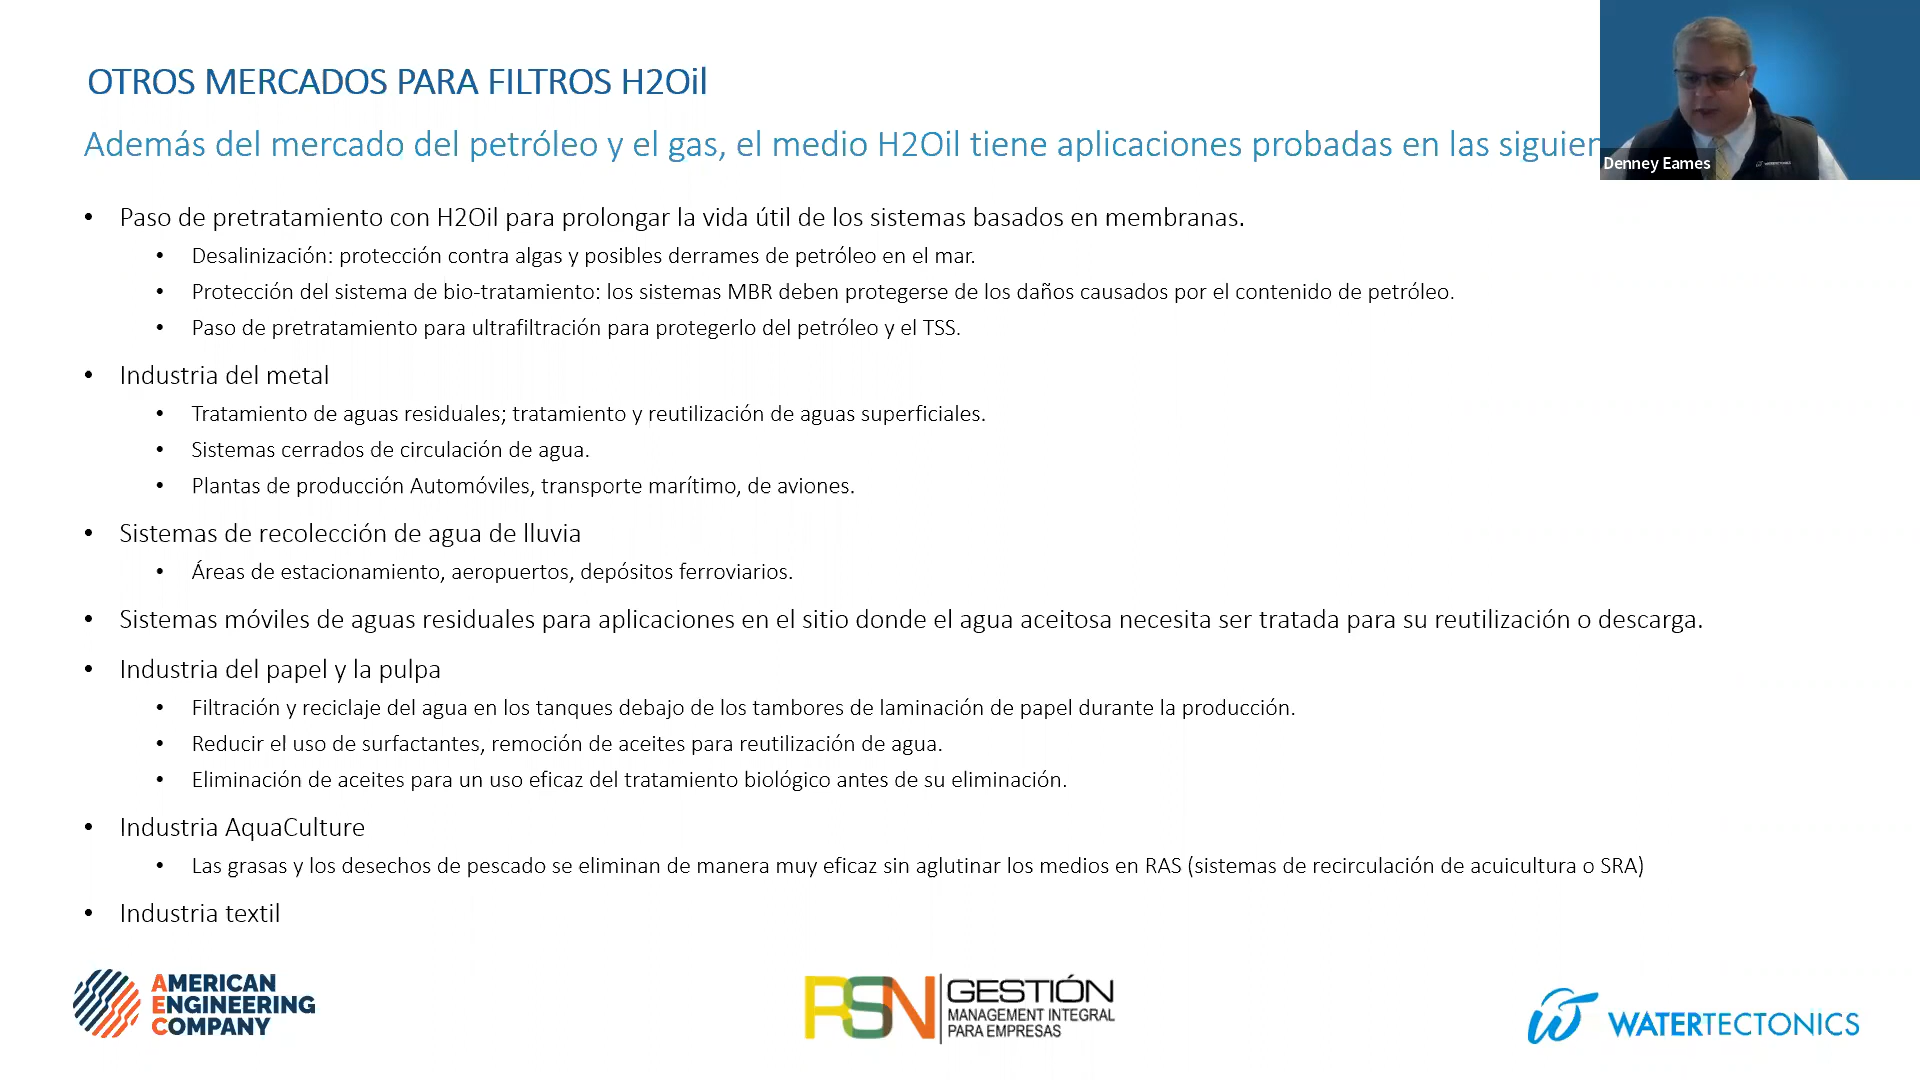 OTROS MERCADOS PARA FILTROS H2Oil
Además del mercado del petróleo y el gas, el medio H2Oil tiene aplicaciones probadas en las siguien
Denney Eames
• Paso de pretratamiento con H2Oil para prolongar la vida útil de los sistemas basados en membranas.
• Desalinización: protección contra algas y posibles derrames de petróleo en el mar.
• Protección del sistema de bio-tratamiento: los sistemas MBR deben protegerse de los daños causados por el contenido de petróleo.
• Paso de pretratamiento para ultrafiltración para protegerlo del petróleo y el TSS.
• Industria del metal
• Tratamiento de aguas residuales; tratamiento y reutilización de aguas superficiales.
• Sistemas cerrados de circulación de agua.
• Plantas de producción Automóviles, transporte marítimo, de aviones.
• Sistemas de recolección de agua de lluvia
• Áreas de estacionamiento, aeropuertos, depósitos ferroviarios.
• Sistemas móviles de aguas residuales para aplicaciones en el sitio donde el agua aceitosa necesita ser tratada para su reutilización o descarga.
• Industria del papel y la pulpa
• Filtración y reciclaje del agua en los tanques debajo de los tambores de laminación de papel durante la producción.
• Reducir el uso de surfactantes, remoción de aceites para reutilización de agua.
• Eliminación de aceites para un uso eficaz del tratamiento biológico antes de su eliminación.
• Industria AquaCulture
• Las grasas y los desechos de pescado se eliminan de manera muy eficaz sin aglutinar los medios en RAS (sistemas de recirculación de acuicultura o SRA)
• Industria textil
AMERICAN
ENGINEERING
COMPANY
RSN GESTIÓN
MANAGEMENT INTEGRAL
PARA EMPRESAS
WATERTECTONICS